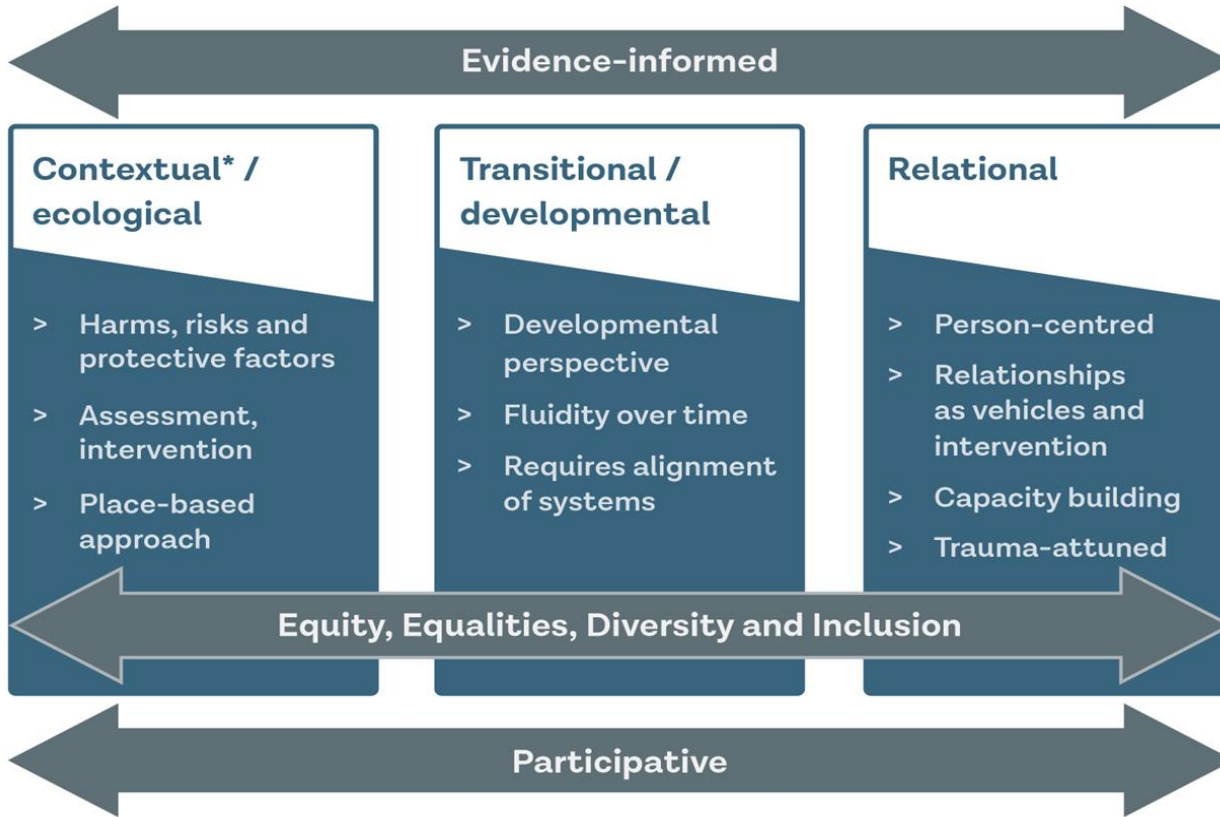 Evidence-informed
Contextual* /
ecological
> Harms, risks and
protective factors
> Assessment,
intervention
> Place-based
approach
Transitional /
developmental
> Developmental
perspective
> Fluidity over time
> Requires alignment
of systems
Relational
> Person-centred
> Relationships
as vehicles and
intervention
> Capacity building
> Trauma-attuned
Equity, Equalities, Diversity and Inclusion
Participative